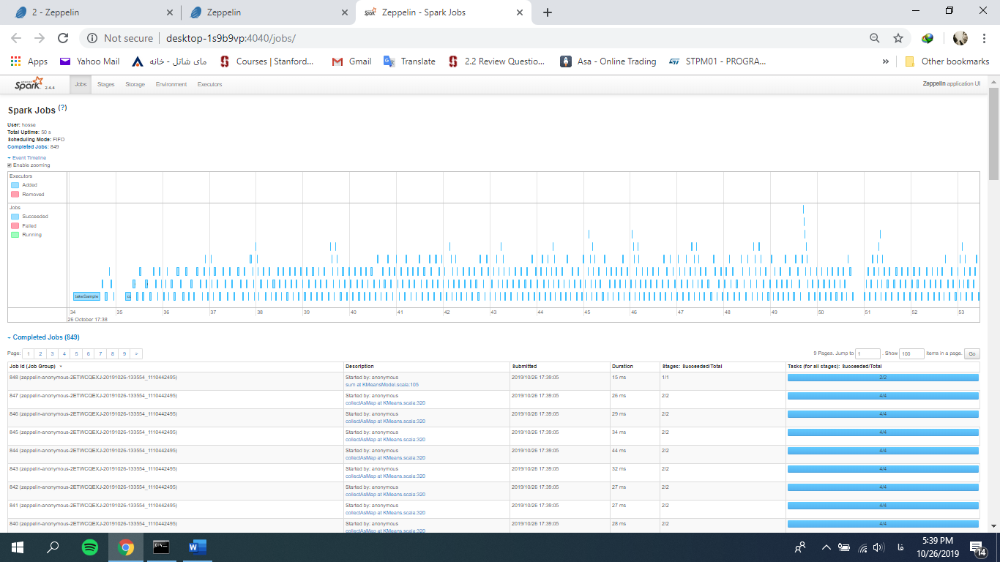 2 - Zeppelin
Zeppelin
Zeppelin - Spark Jobs
Not secure | desktop-1s9b9vp:4040/jobs/
Apps Yahoo Mail مای شاتل - خانه Courses | Stanford... Gmail Translate 2.2 Review Questio... Asa - Online Trading STPM01 - PROGRA... » Other bookmarks
Spark 2.4.4 Jobs Stages Storage Environment Executors Zeppelin application UI
Spark Jobs (?)
User: hosse
Total Uptime: 50 s
Scheduling Mode: FIFO
Completed Jobs: 849
Event Timeline
Enable zooming
Executors
Added
Removed
Jobs
Succeeded
Failed
Running
takeSample
34 35 36 37 38 39 40 41 42 43 44 45 46 47 48 49 50 51 52 53
26 October 17:38
Completed Jobs (849)
Page: 1 2 3 4 5 6 7 8 9 > 9 Pages. Jump to 1 . Show 100 items in a page. Go
Job Id (Job Group) Description Submitted Duration Stages: Succeeded/Total Tasks (for all stages): Succeeded/Total
848 (zeppelin-anonymous-2ETWCQEXJ-20191026-133554_1110442495) Started by: anonymous 2019/10/26 17:39:05 15 ms 1/1 2/2
sum at KMeansModel.scala:105
847 (zeppelin-anonymous-2ETWCQEXJ-20191026-133554_1110442495) Started by: anonymous 2019/10/26 17:39:05 26 ms 2/2 4/4
collectAsMap at KMeans.scala:320
846 (zeppelin-anonymous-2ETWCQEXJ-20191026-133554_1110442495) Started by: anonymous 2019/10/26 17:39:05 29 ms 2/2 4/4
collectAsMap at KMeans.scala:320
845 (zeppelin-anonymous-2ETWCQEXJ-20191026-133554_1110442495) Started by: anonymous 2019/10/26 17:39:05 34 ms 2/2 4/4
collectAsMap at KMeans.scala:320
844 (zeppelin-anonymous-2ETWCQEXJ-20191026-133554_1110442495) Started by: anonymous 2019/10/26 17:39:05 44 ms 2/2 4/4
collectAsMap at KMeans.scala:320
843 (zeppelin-anonymous-2ETWCQEXJ-20191026-133554_1110442495) Started by: anonymous 2019/10/26 17:39:05 32 ms 2/2 4/4
collectAsMap at KMeans.scala:320
842 (zeppelin-anonymous-2ETWCQEXJ-20191026-133554_1110442495) Started by: anonymous 2019/10/26 17:39:05 27 ms 2/2 4/4
collectAsMap at KMeans.scala:320
841 (zeppelin-anonymous-2ETWCQEXJ-20191026-133554_1110442495) Started by: anonymous 2019/10/26 17:39:05 27 ms 2/2 4/4
collectAsMap at KMeans.scala:320
840 (zeppelin-anonymous-2ETWCQEXJ-20191026-133554_1110442495) Started by: anonymous 2019/10/26 17:39:05 28 ms 2/2 4/4
collectAsMap at KMeans.scala:320
فا 5:39 PM
10/26/2019 14